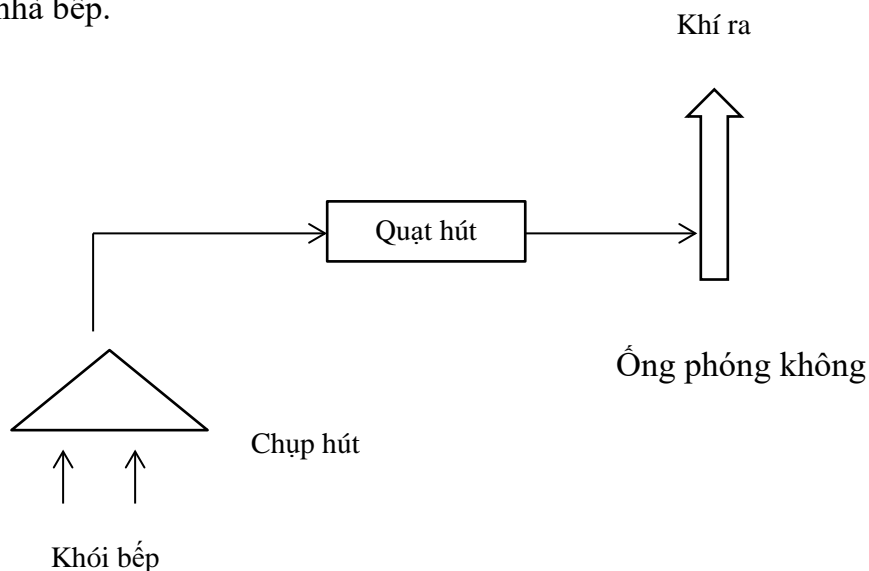 nhà bếp.
Khí ra
Quạt hút
Ống phóng không
Chụp hút
Khói bếp